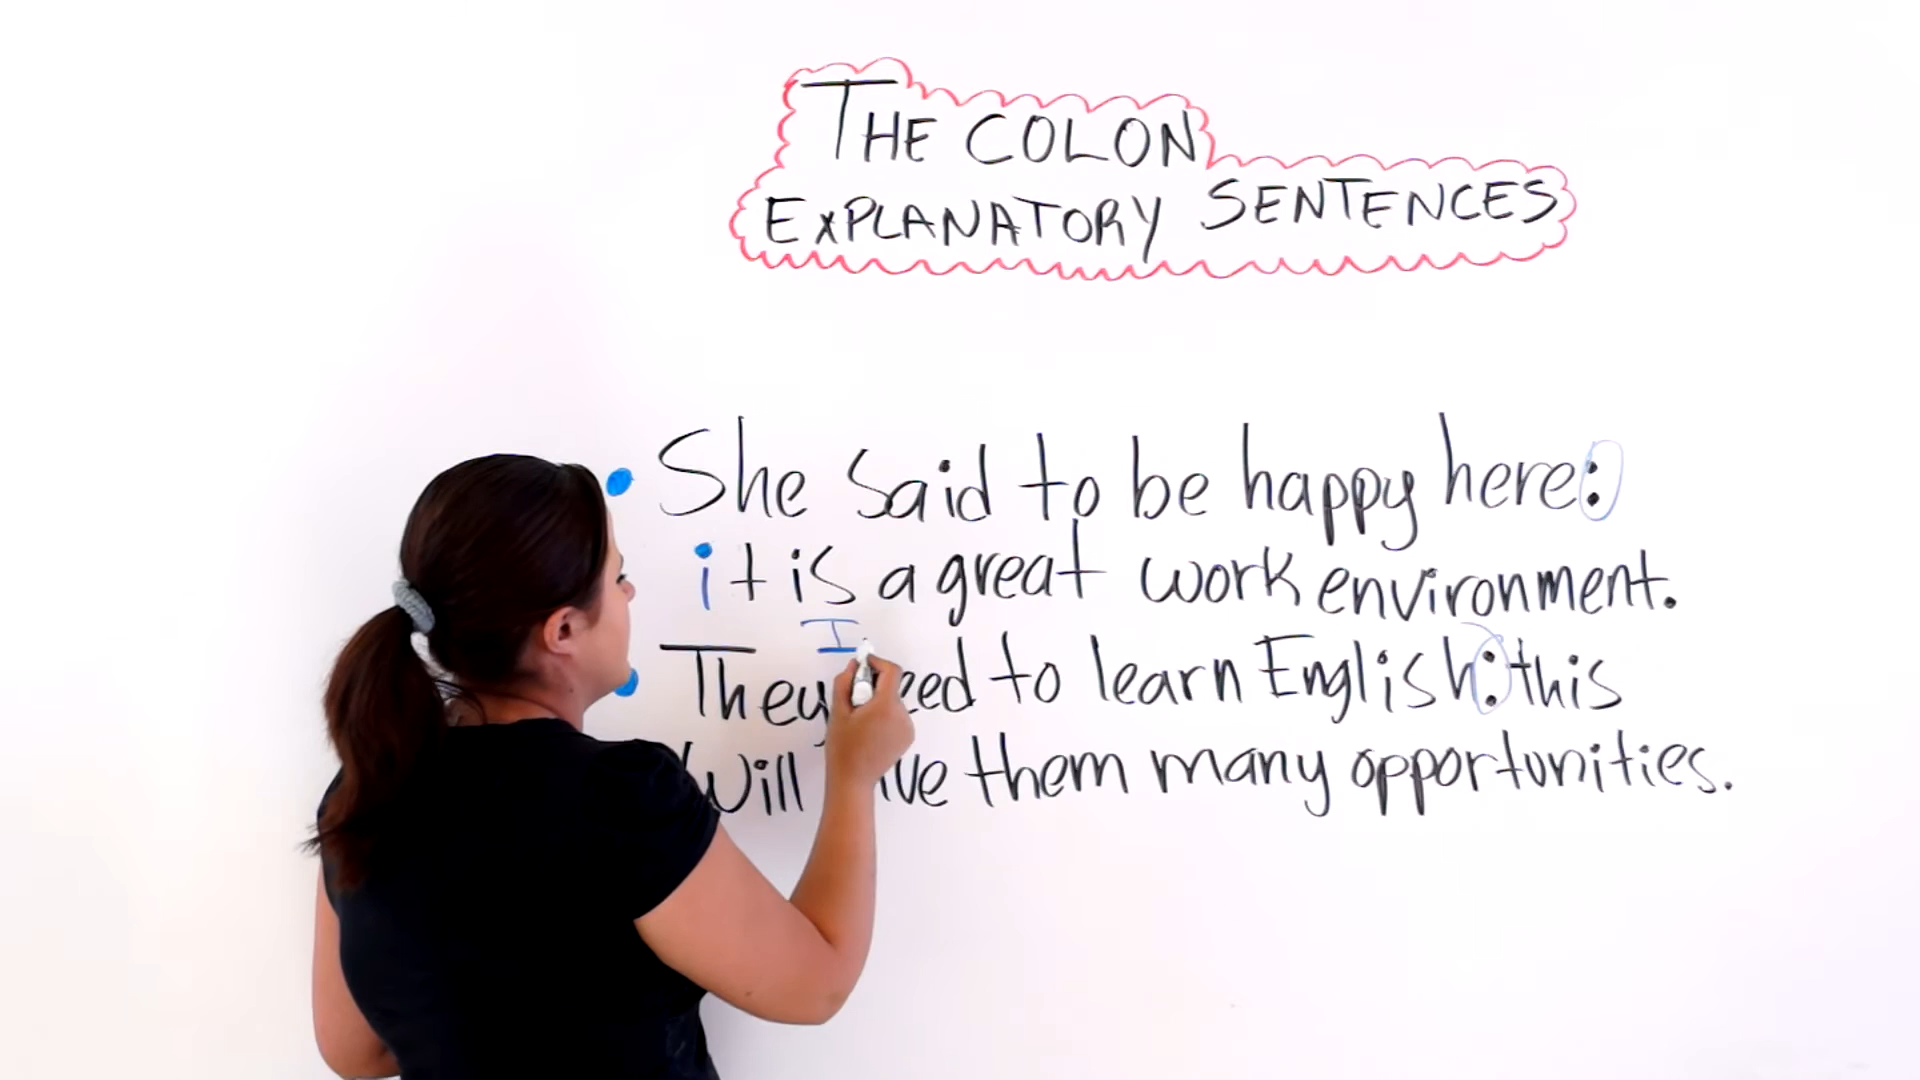 THE COLON
EXPLANATORY SENTENCES
• She said to be happy here:
it is a great work environment.
I
• They need to learn English: this
will them many opportunities.